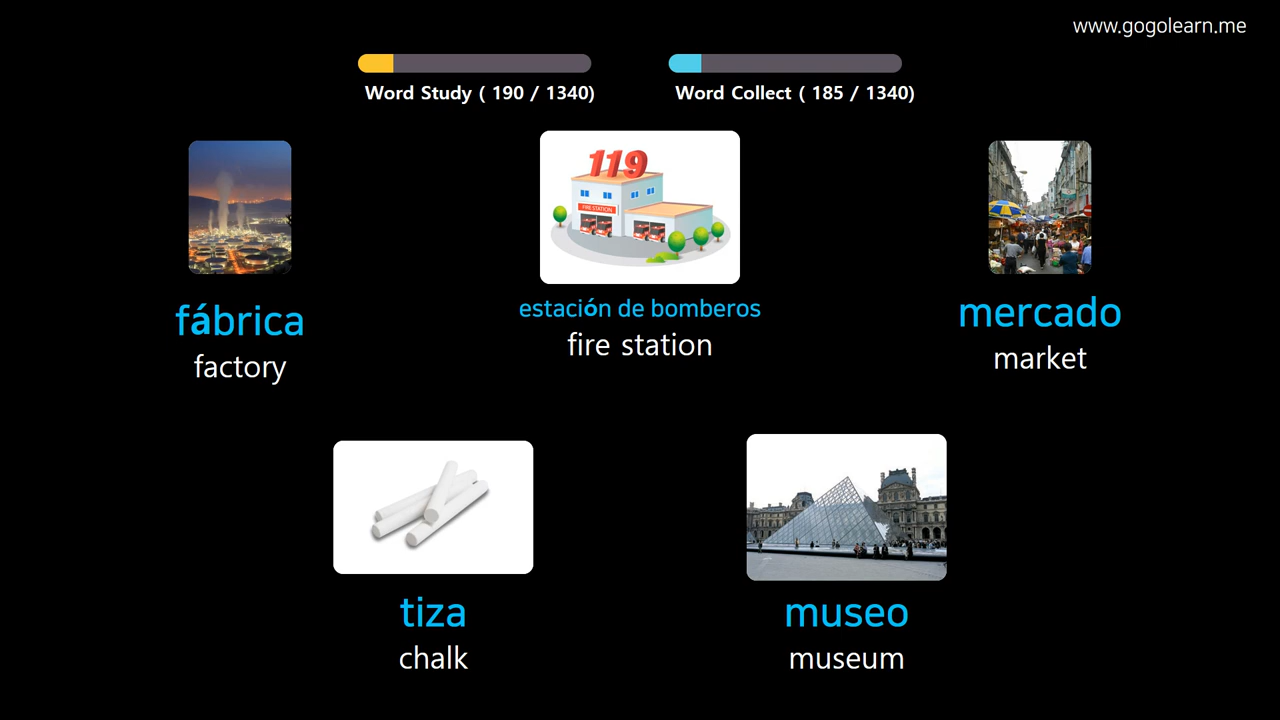 www.gogolearn.me
Word Study ( 190 / 1340)
Word Collect ( 185 / 1340)
119
FIRE STATION
fábrica
factory
estación de bomberos
fire station
mercado
market
tiza
chalk
museo
museum